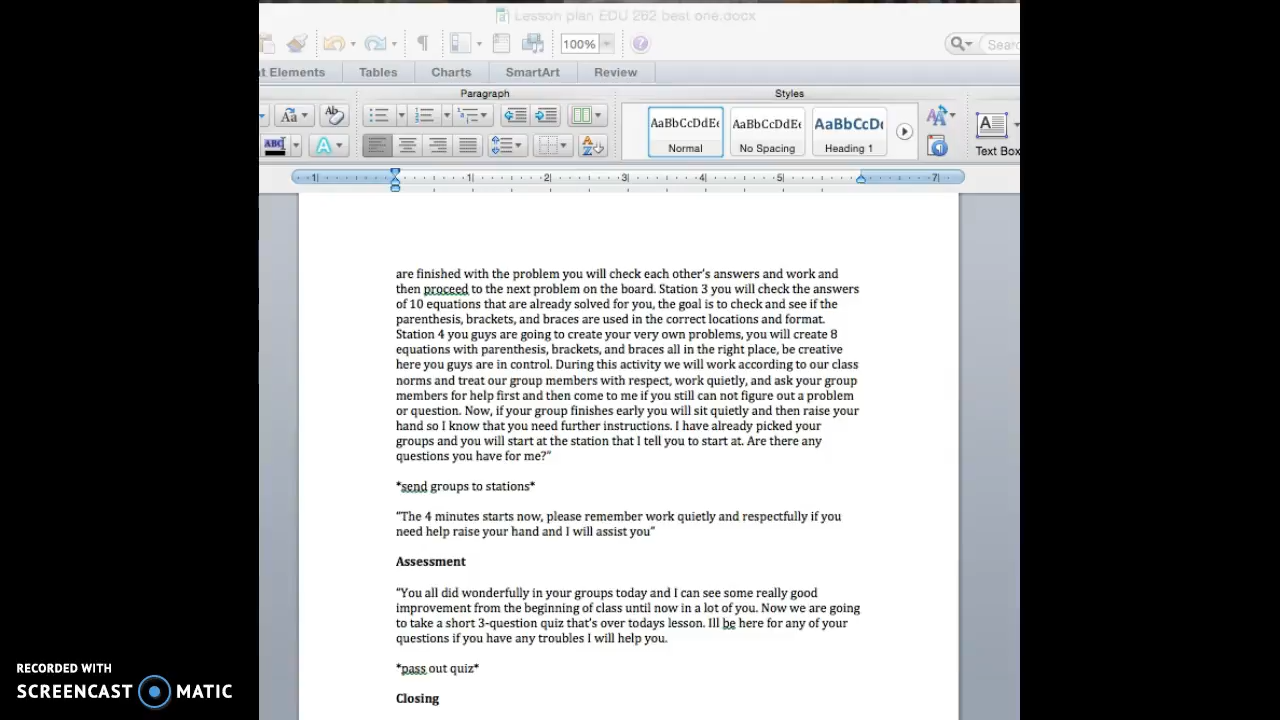 Lesson plan EDU 262 best one.docx
100%
Sear
t Elements
Tables
Charts
SmartArt
Review
Paragraph
Styles
AaBbCcDdEe
AaBbCcDdEe
AaBbCcDc
Normal
No Spacing
Heading 1
Text Box
1 1 2 3 4 5 7
are finished with the problem you will check each other's answers and work and
then proceed to the next problem on the board. Station 3 you will check the answers
of 10 equations that are already solved for you, the goal is to check and see if the
parenthesis, brackets, and braces are used in the correct locations and format.
Station 4 you guys are going to create your very own problems, you will create 8
equations with parenthesis, brackets, and braces all in the right place, be creative
here you guys are in control. During this activity we will work according to our class
norms and treat our group members with respect, work quietly, and ask your group
members for help first and then come to me if you still can not figure out a problem
or question. Now, if your group finishes early you will sit quietly and then raise your
hand so I know that you need further instructions. I have already picked your
groups and you will start at the station that I tell you to start at. Are there any
questions you have for me?”
*send groups to stations*
“The 4 minutes starts now, please remember work quietly and respectfully if you
need help raise your hand and I will assist you”
Assessment
“You all did wonderfully in your groups today and I can see some really good
improvement from the beginning of class until now in a lot of you. Now we are going
to take a short 3-question quiz that's over todays lesson. Ill be here for any of your
questions if you have any troubles I will help you.
*pass out quiz*
Closing
RECORDED WITH
SCREENCAST MATIC